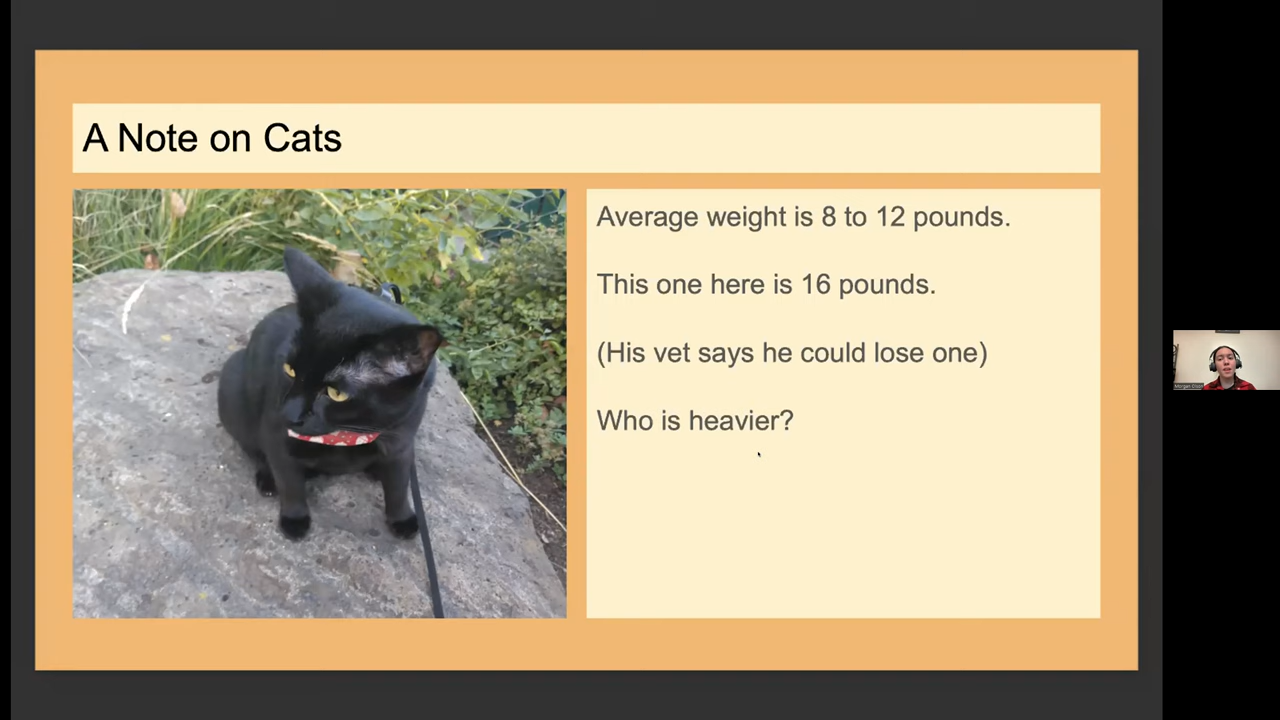 A Note on Cats
Average weight is 8 to 12 pounds.
This one here is 16 pounds.
(His vet says he could lose one)
Who is heavier?